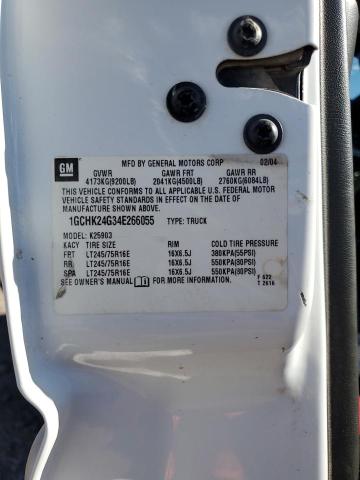 GM
MFD BY GENERAL MOTORS CORP 02/04
GVWR GAWR FRT GAWR RR
4173KG(9200LB) 2041KG(4500LB) 2760KG(6084LB)
THIS VEHICLE CONFORMS TO ALL APPLICABLE U.S. FEDERAL MOTOR
VEHICLE SAFETY STANDARDS IN EFFECT ON THE DATE OF
MANUFACTURE SHOWN ABOVE.
1GCHK24G34E266055 TYPE: TRUCK
MODEL: K25903
KACY TIRE SIZE RIM COLD TIRE PRESSURE
FRT LT245/75R16E 16X6.5J 380KPA(55PSI)
RR LT245/75R16E 16X6.5J 550KPA(80PSI)
SPA LT245/75R16E 16X6.5J 550KPA(80PSI)
SEE OWNER'S MANUAL FOR MORE INFORMATION. F 422
T 2616